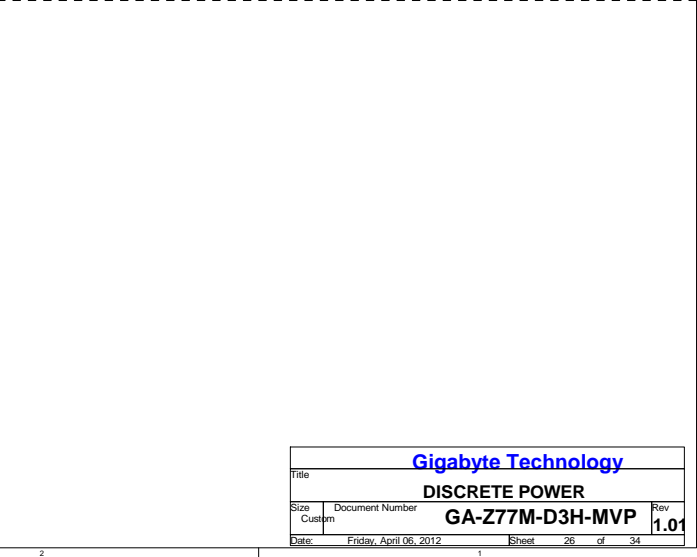 Gigabyte Technology
Title
DISCRETE POWER
Size Document Number Rev
Custom GA-Z77M-D3H-MVP 1.01
Date: Friday, April 06, 2012 Sheet 26 of 34
2 1